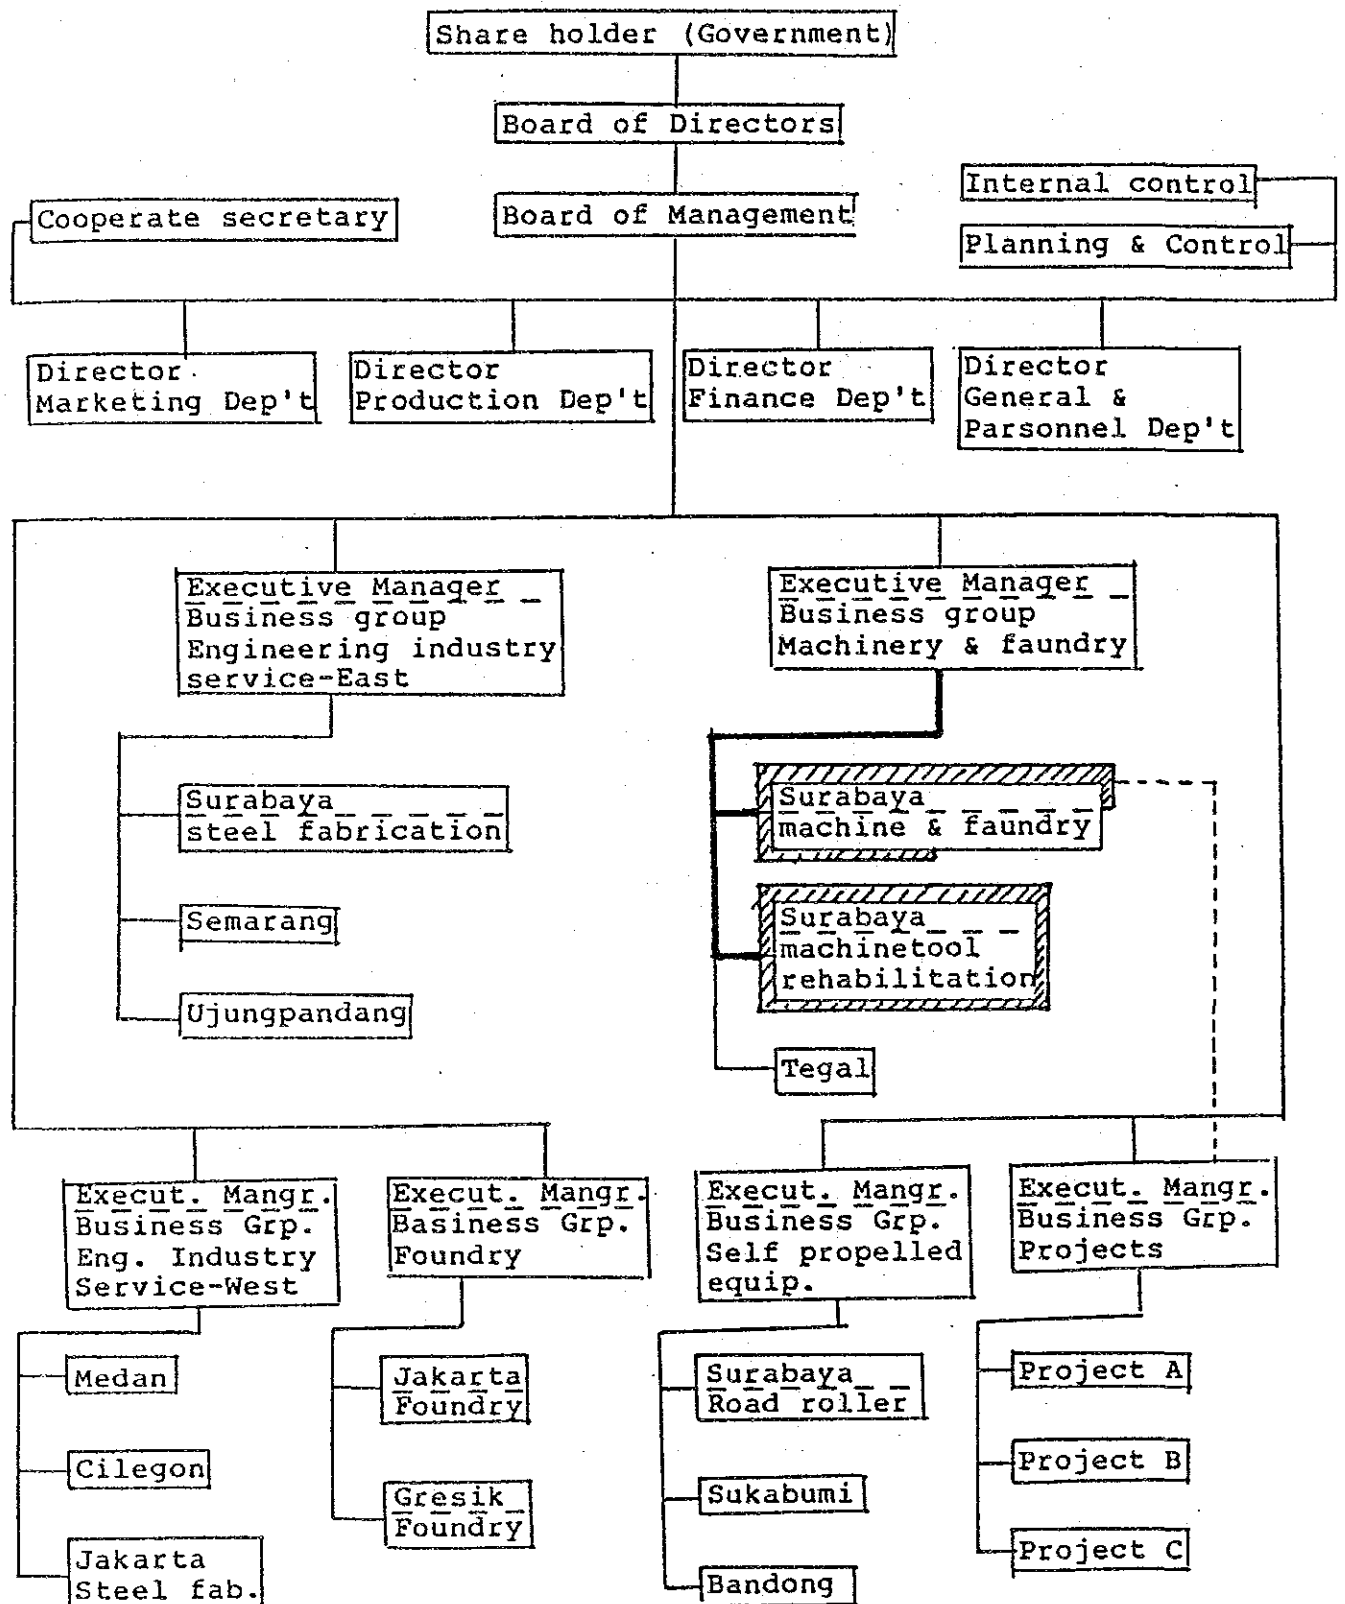 Share holder (Government)
Board of Directors
Internal control
Cooperate secretary
Board of Management
Planning & Control
Director
Marketing Dep't
Director
Production Dep't
Director
Finance Dep't
Director
General &
Parsonnel Dep't
Executive Manager
Business group
Engineering industry
service-East
Executive Manager
Business group
Machinery & faundry
Surabaya
steel fabrication
Semarang
Ujungpandang
Surabaya
machine & faundry
Surabaya
machinetool
rehabilitation
Tegal
Execut. Mangr.
Business Grp.
Eng. Industry
Service-West
Execut. Mangr.
Basiness Grp.
Foundry
Execut. Mangr.
Business Grp.
Self propelled
equip.
Execut. Mangr.
Business Grp.
Projects
Medan
Cilegon
Jakarta
Steel fab.
Jakarta
Foundry
Gresik
Foundry
Surabaya
Road roller
Sukabumi
Bandong
Project A
Project B
Project C